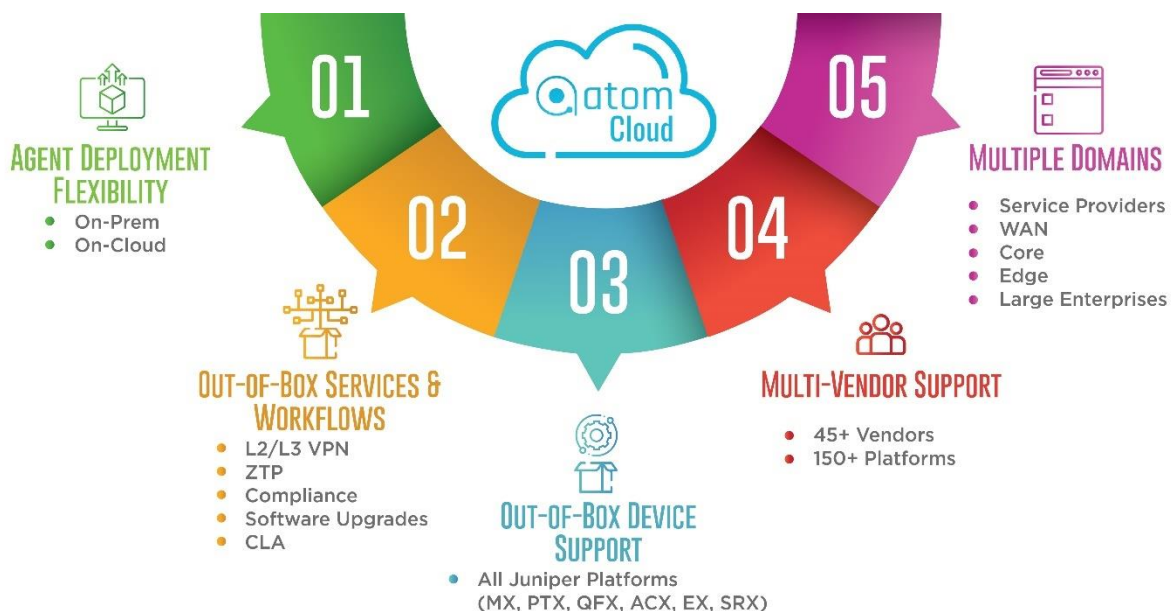 atom
Cloud
01
AGENT DEPLOYMENT
FLEXIBILITY
On-Prem
On-Cloud
02
OUT-OF-BOX SERVICES &
WORKFLOWS
L2/L3 VPN
ZTP
Compliance
Software Upgrades
CLA
03
OUT-OF-BOX DEVICE
SUPPORT
All Juniper Platforms
(MX, PTX, QFX, ACX, EX, SRX)
04
MULTI-VENDOR SUPPORT
45+ Vendors
150+ Platforms
05
MULTIPLE DOMAINS
Service Providers
WAN
Core
Edge
Large Enterprises